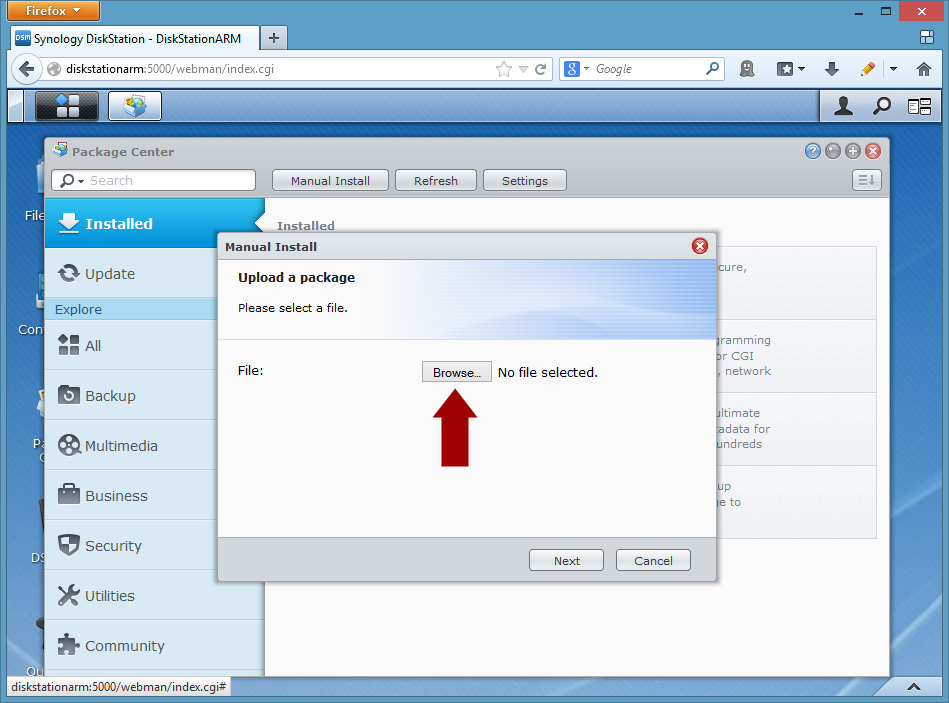 Firefox
DSM Synology DiskStation - DiskStationARM
diskstationarm:5000/webman/index.cgi
8 Google
Package Center
Search
Manual Install Refresh Settings
File
Installed
Installed
Manual Install
Update
Upload a package
cure,
Explore
Please select a file.
Con
All
gramming
or CGI
, network
File: Browse... No file selected.
Backup
ultimate
adata for
undreds
Multimedia
Business
up
ge to
Security
DS
Next Cancel
Utilities
Community
Qu
diskstationarm:5000/webman/index.cgi#